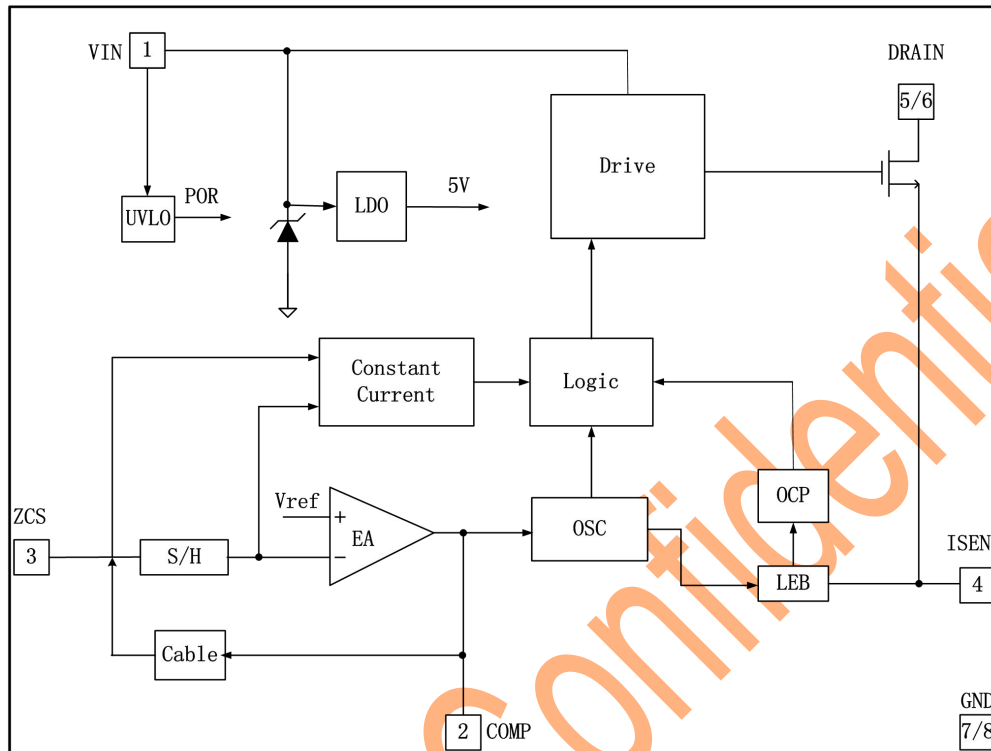 VIN
1
DRAIN
5/6
Drive
UVLO
POR
LDO
5V
Constant
Current
Logic
Vref
+
EA
-
OSC
OCP
ZCS
3
S/H
LEB
ISEN
4
Cable
2
COMP
GND
7/8
Confidentia